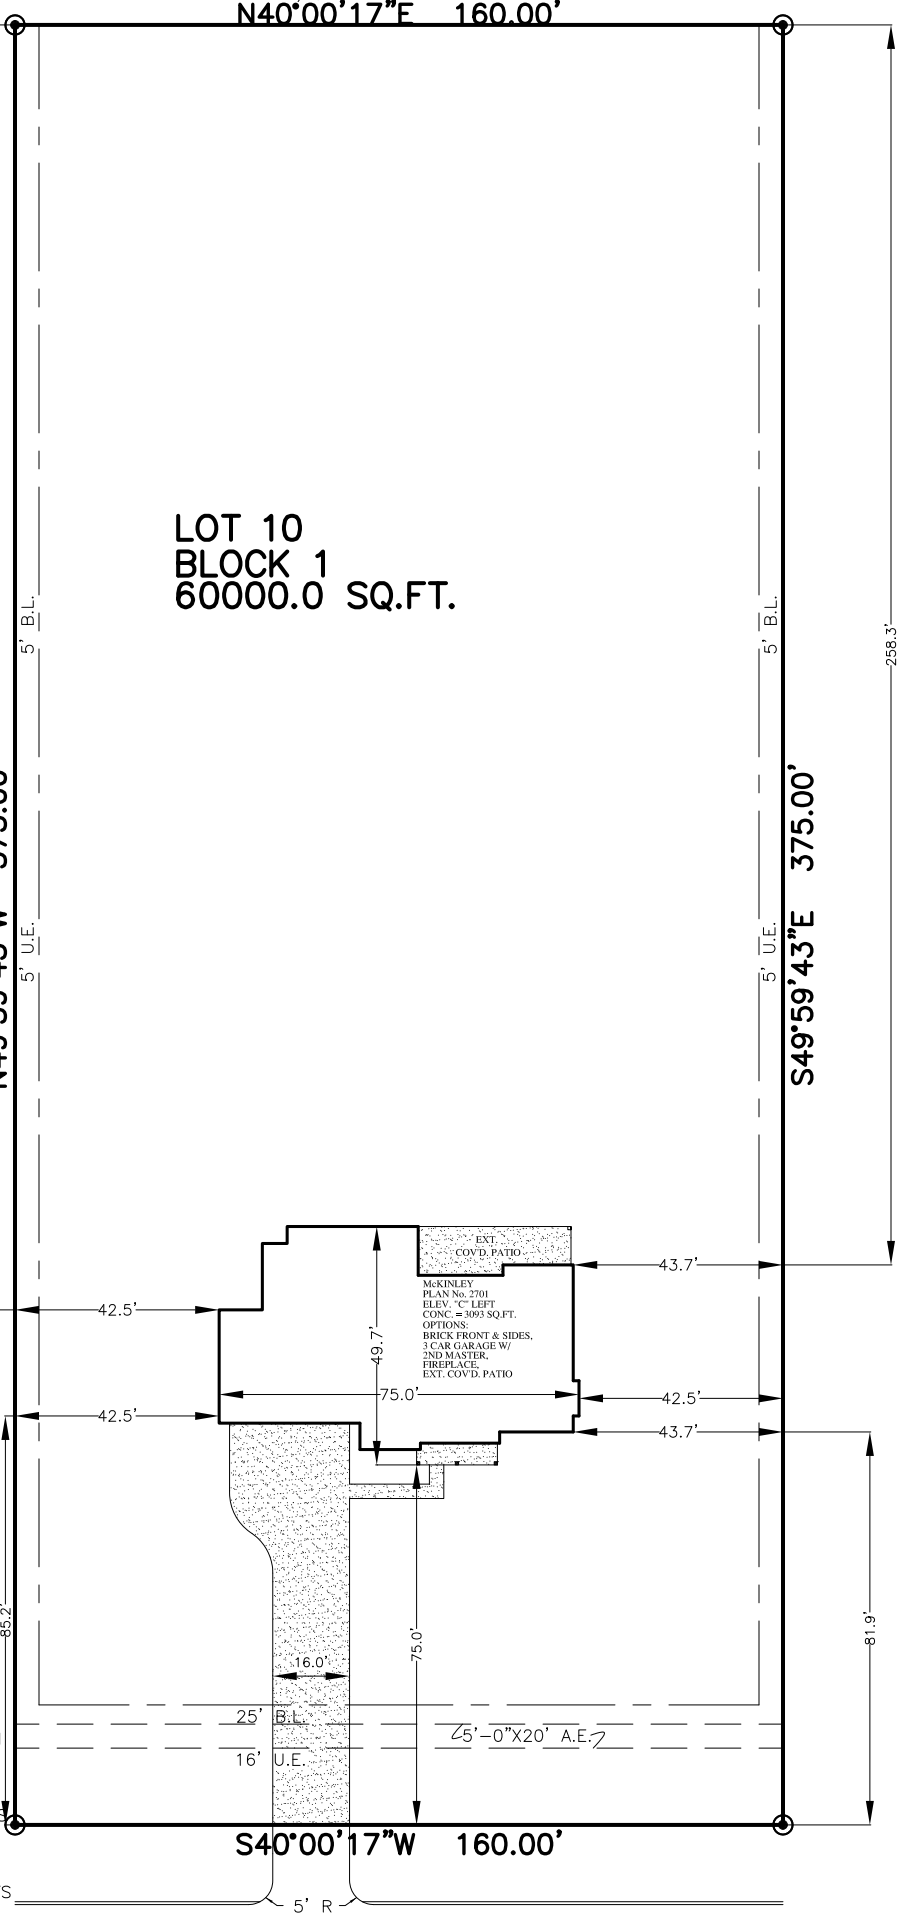 N40°00'17"E 160.00'
LOT 10
BLOCK 1
60000.0 SQ.FT.
5' B.L.
5' B.L.
258.3'
S49°59'43"E 375.00'
5' U.E.
5' U.E.
EXT.
COV'D. PATIO
43.7'
McKINLEY
PLAN No. 2701
ELEV. "C" LEFT
CONC. = 3093 SQ.FT.
OPTIONS:
BRICK FRONT & SIDES,
3 CAR GARAGE W/
2ND MASTER,
FIREPLACE,
EXT. COV'D. PATIO
42.5'
49.7'
75.0'
42.5'
42.5'
43.7'
85.2'
75.0'
81.9'
16.0'
25' B.L.
5'-0"X20' A.E.
16' U.E.
S40°00'17"W 160.00'
5' R